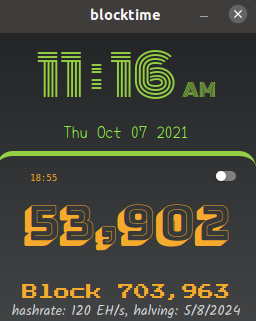 blocktime
11:16 AM
Thu Oct 07 2021
18:55
53,902
Block 703,963
hashrate: 120 EH/s, halving: 5/8/2024